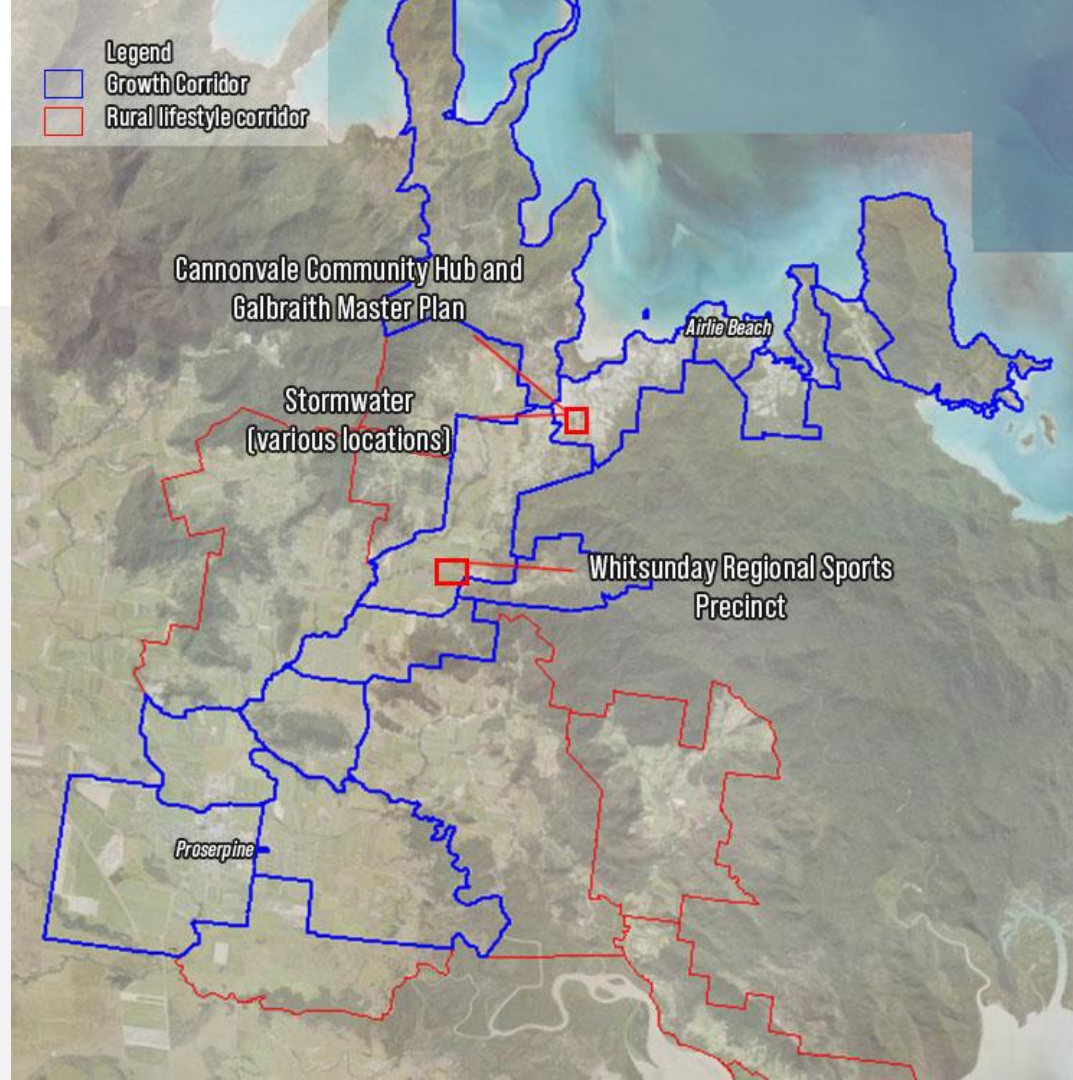 Legend
Growth Corridor
Rural lifestyle corridor
Cannonvale Community Hub and
Galbraith Master Plan
Airlie Beach
Stormwater
(various locations)
Whitsunday Regional Sports
Precinct
Proserpine